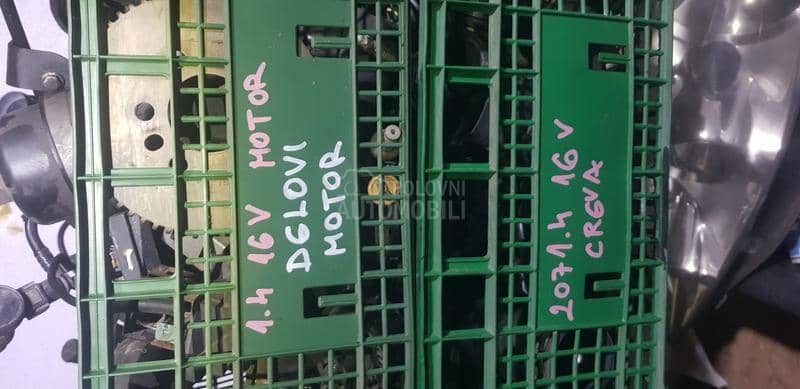 1.4 16V MOTOR
DELOVI
MOTOR
207 1.4 16V
CREVA
POLOVNI
AUTOMOBILI